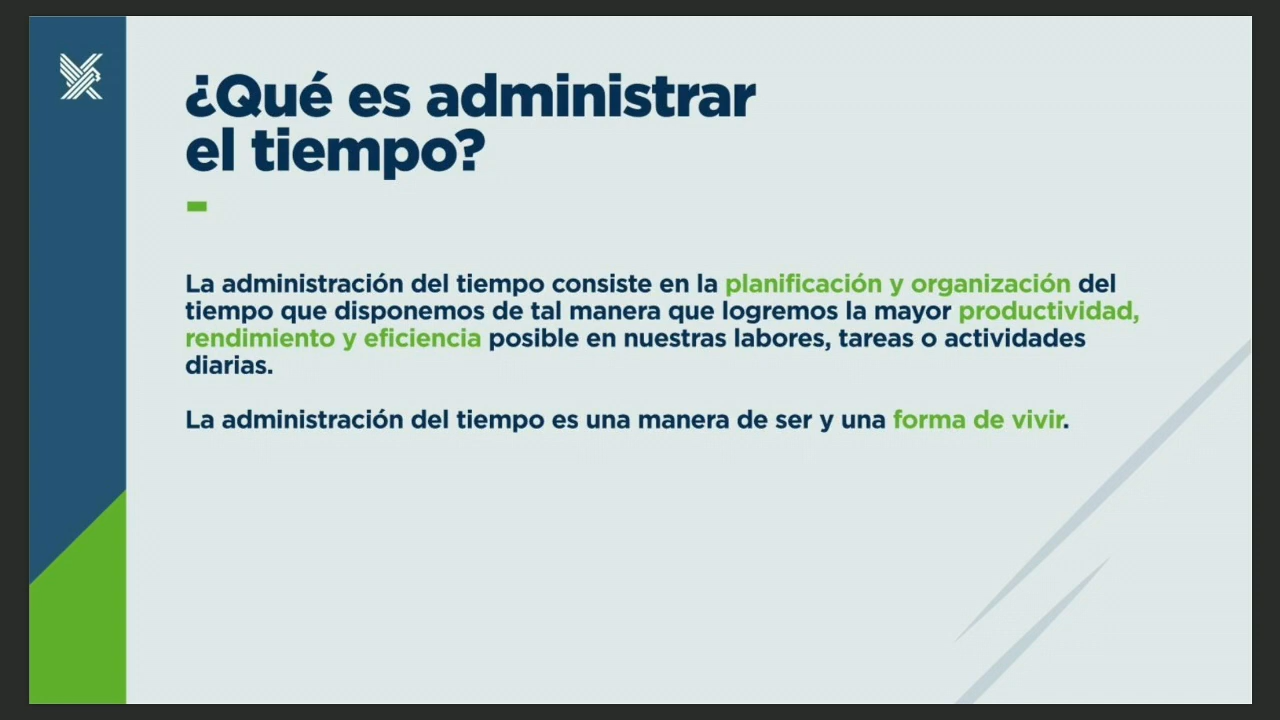 ¿Qué es administrar
el tiempo?
La administración del tiempo consiste en la planificación y organización del
tiempo que disponemos de tal manera que logremos la mayor productividad,
rendimiento y eficiencia posible en nuestras labores, tareas o actividades
diarias.
La administración del tiempo es una manera de ser y una forma de vivir.